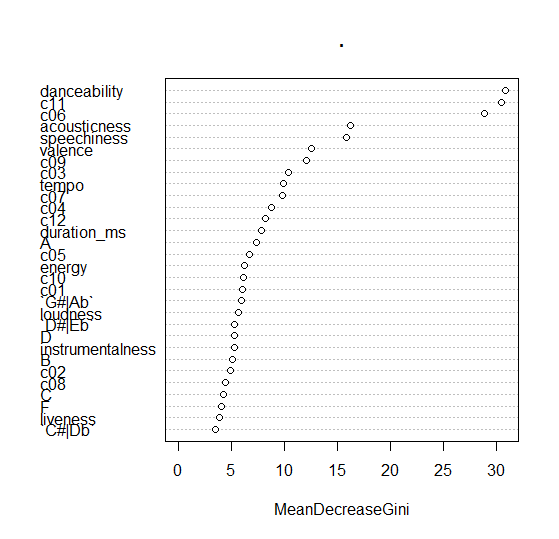 .
danceability
c11
c06
acousticness
speechiness
valence
c09
c03
tempo
c07
c04
c12
duration_ms
A
c05
energy
c10
c01
`G#|Ab`
loudness
`D#|Eb`
D
instrumentalness
B
c02
c08
C
F
liveness
`C#|Db`
0 5 10 15 20 25 30
MeanDecreaseGini